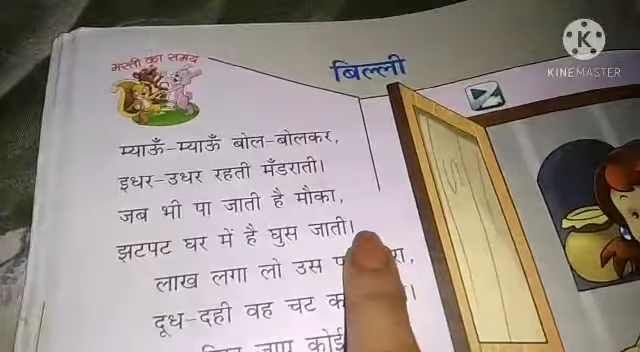 मस्ती का समय
बिल्ली
KINEMASTER
म्याऊँ-म्याऊँ बोल-बोलकर,
इधर-उधर रहती मँडराती।
जब भी पा जाती है मौका,
झटपट घर में है घुस जाती।
लाख लगा लो उस
दूध-दही वह चट
कोई